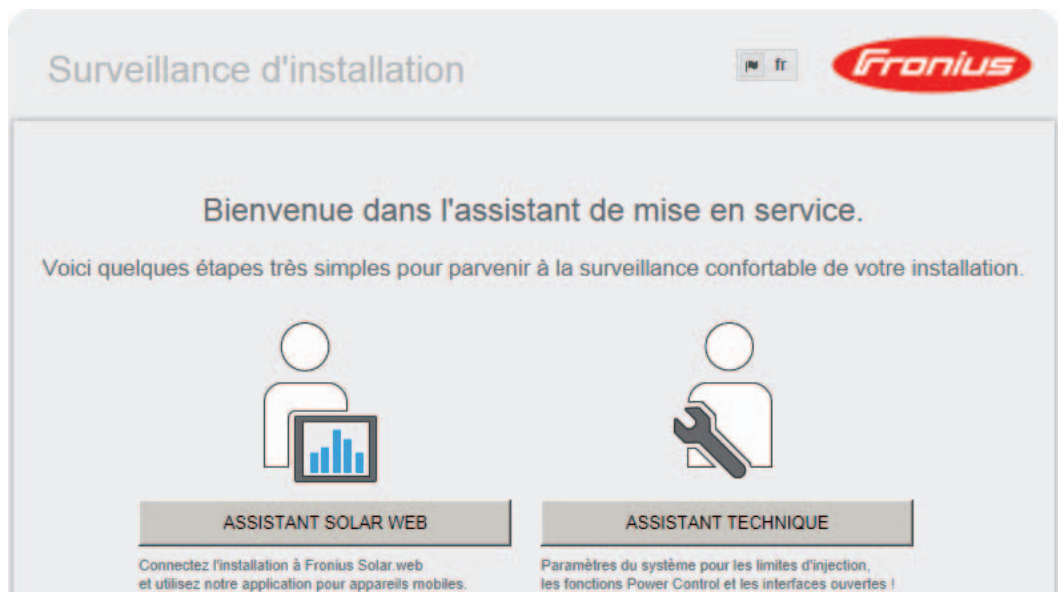 Surveillance d'installation
fr
Fronius
Bienvenue dans l'assistant de mise en service.
Voici quelques étapes très simples pour parvenir à la surveillance confortable de votre installation.
ASSISTANT SOLAR WEB
Connectez l'installation à Fronius Solar.web
et utilisez notre application pour appareils mobiles.
ASSISTANT TECHNIQUE
Paramètres du système pour les limites d'injection,
les fonctions Power Control et les interfaces ouvertes !